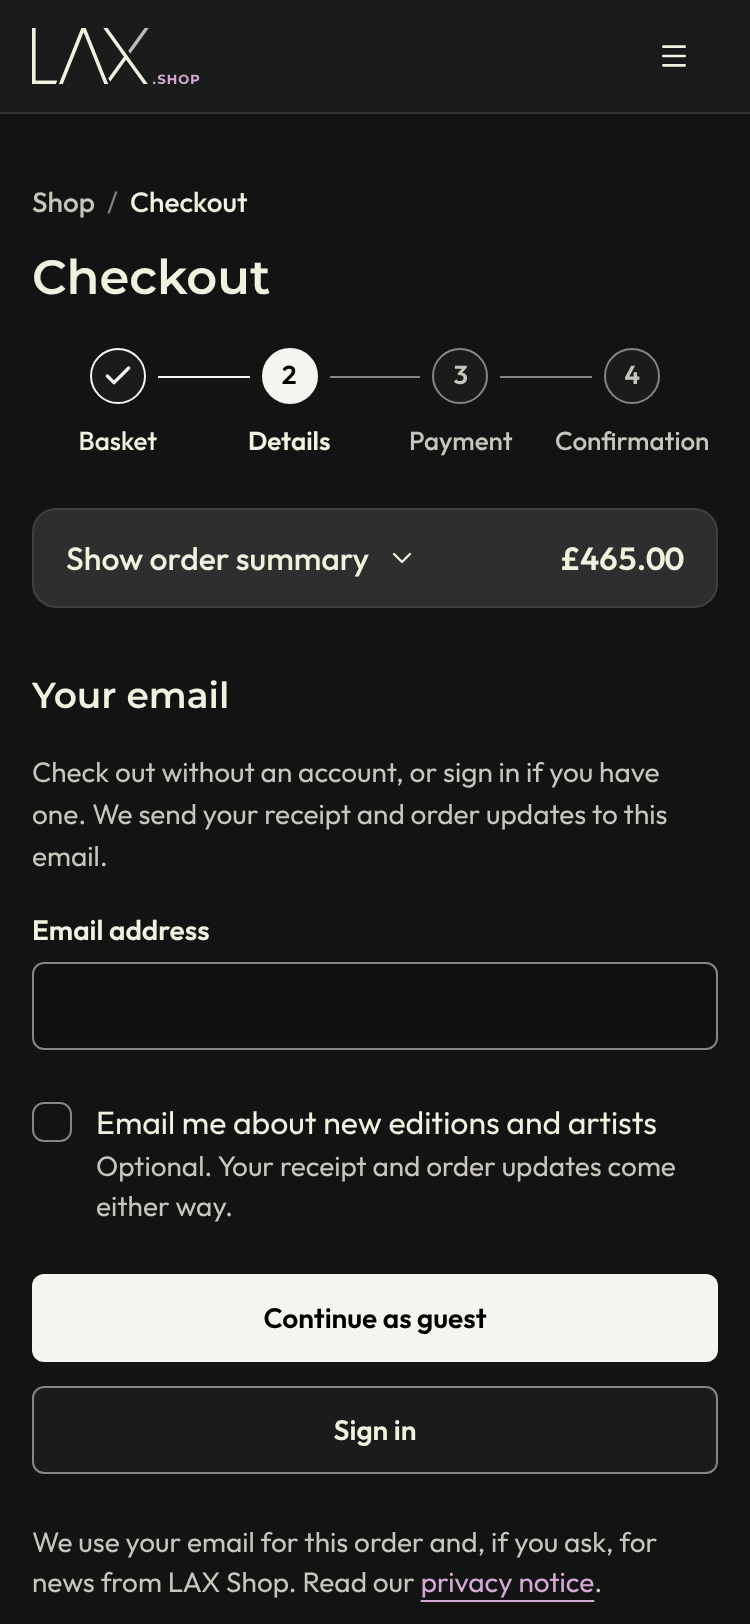 LAX.SHOP
Shop / Checkout
Checkout
2 3 4
Basket Details Payment Confirmation
Show order summary £465.00
Your email
Check out without an account, or sign in if you have
one. We send your receipt and order updates to this
email.
Email address
Email me about new editions and artists
Optional. Your receipt and order updates come
either way.
Continue as guest
Sign in
We use your email for this order and, if you ask, for
news from LAX Shop. Read our privacy notice.